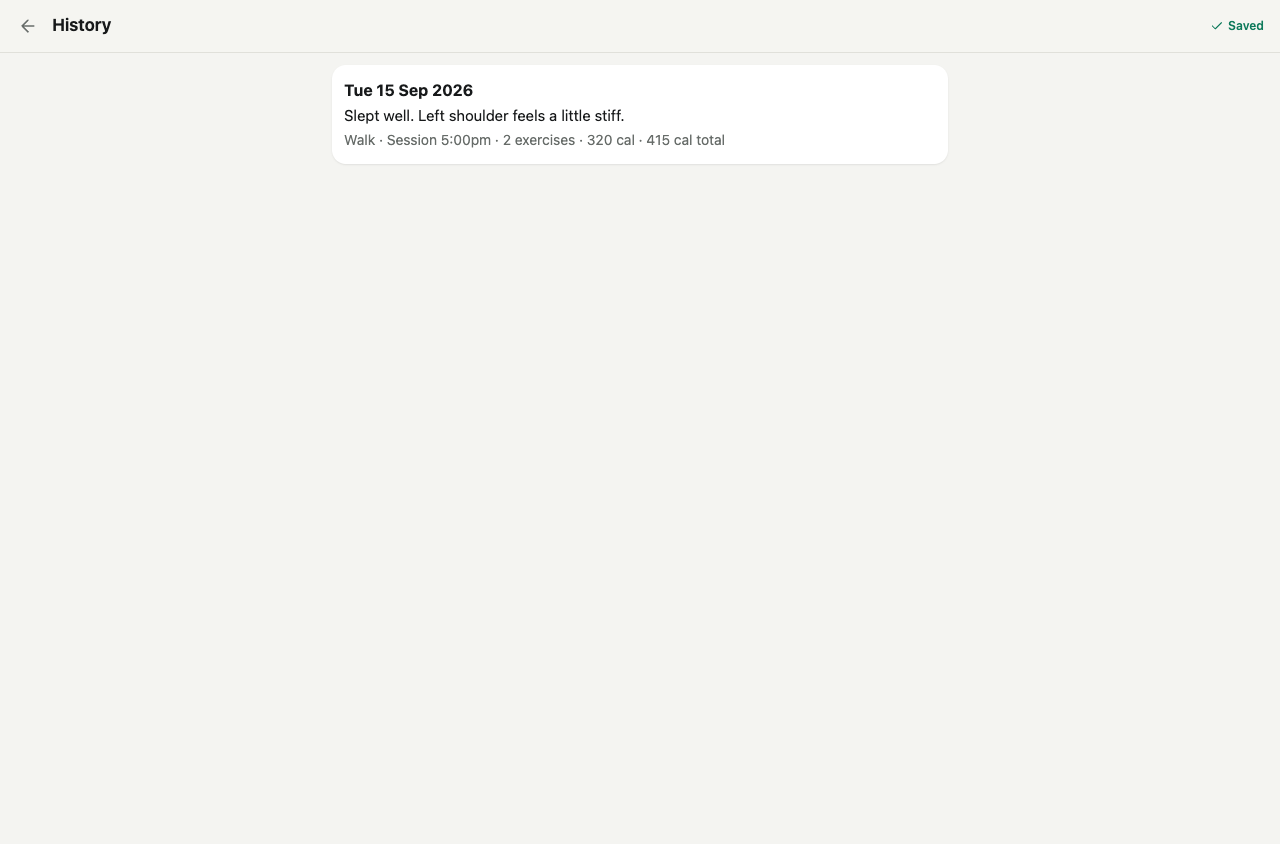 History
Saved
Tue 15 Sep 2026
Slept well. Left shoulder feels a little stiff.
Walk · Session 5:00pm · 2 exercises · 320 cal · 415 cal total